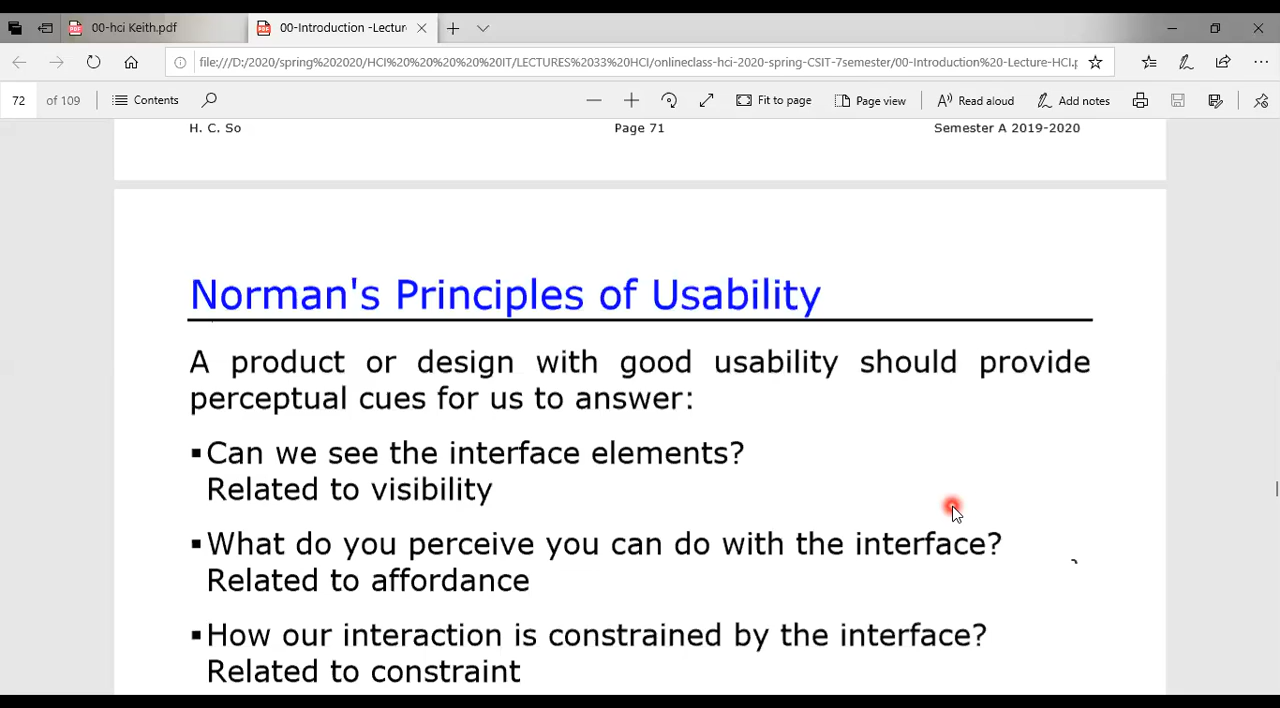 00-hci Keith.pdf
00-Introduction -Lectur
file:///D:/2020/spring%202020/HCI%20%20%20%20%20IT/LECTURES%2033%20HCI/onlineclass-hci-2020-spring-CSIT-7semester/00-Introduction%20-Lecture-HCI.p
72 of 109 Contents Fit to page Page view Read aloud Add notes
H. C. So Page 71 Semester A 2019-2020
Norman's Principles of Usability
A product or design with good usability should provide
perceptual cues for us to answer:
▪Can we see the interface elements?
Related to visibility
▪What do you perceive you can do with the interface?
Related to affordance
▪How our interaction is constrained by the interface?
Related to constraint